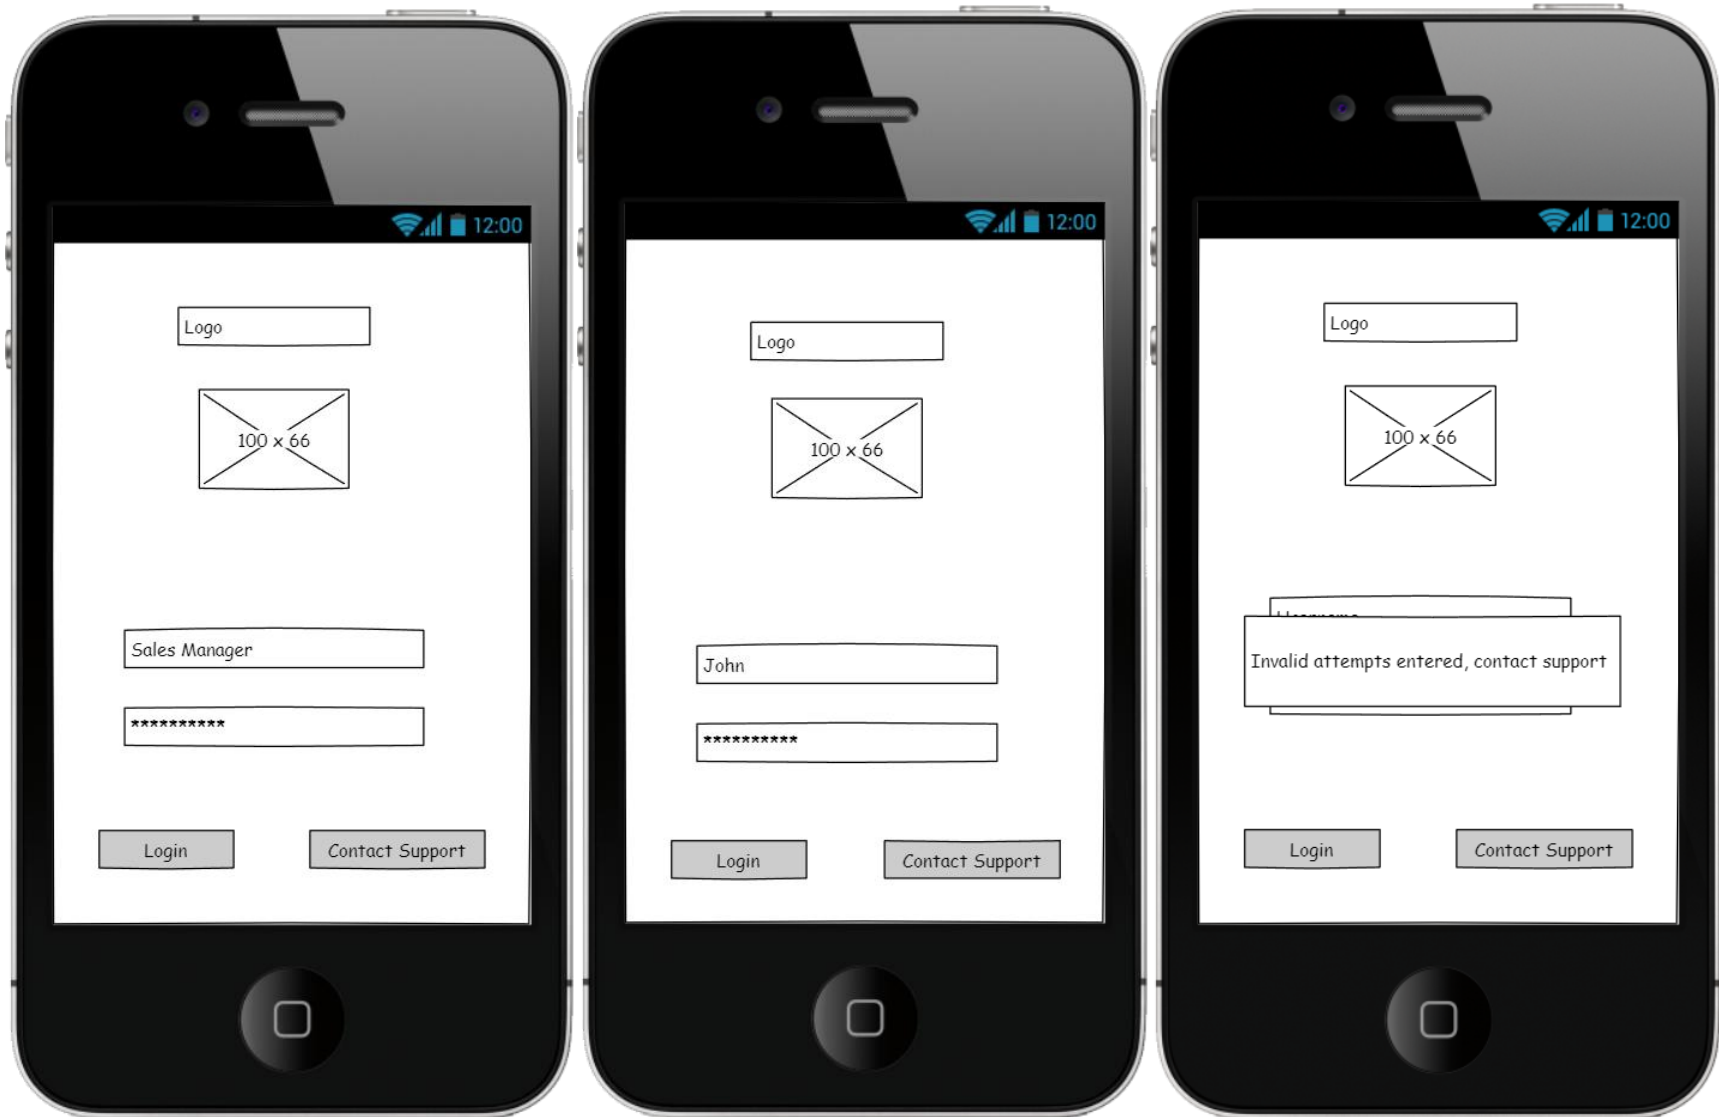 12:00
Logo
100 x 66
Sales Manager
**********
Login
Contact Support
12:00
Logo
100 x 66
John
**********
Login
Contact Support
12:00
Logo
100 x 66
Invalid attempts entered, contact support
Login
Contact Support